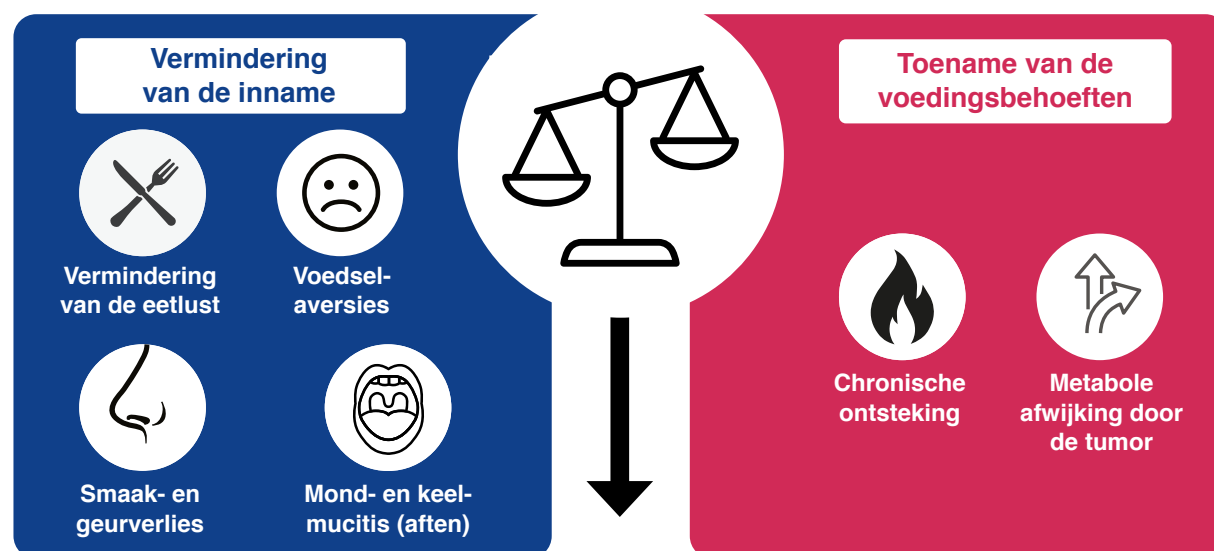 Vermindering
van de inname
Vermindering
van de eetlust
Voedsel-
aversies
Smaak- en
geurverlies
Mond- en keel-
mucitis (aften)
Toename van de
voedingsbehoeften
Chronische
ontsteking
Metabole
afwijking door
de tumor